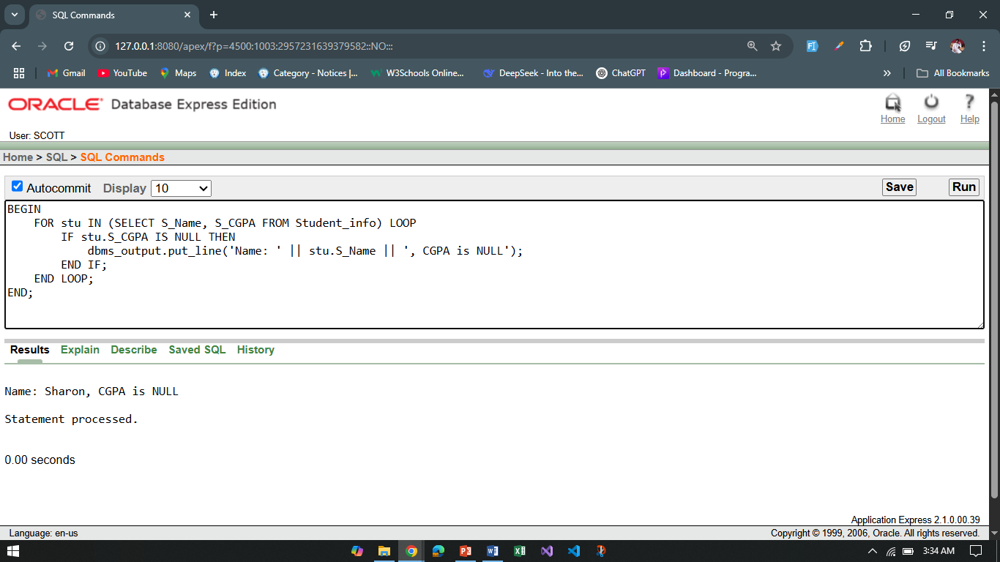 SQL Commands
127.0.0.1:8080/apex/f?p=4500:1003:2957231639379582::NO:::
Gmail YouTube Maps Index Category - Notices |... W3Schools Online... DeepSeek - Into the... ChatGPT Dashboard - Progra... » All Bookmarks
ORACLE Database Express Edition
Home Logout Help
User: SCOTT
Home > SQL > SQL Commands
Autocommit Display 10 Save Run
BEGIN
    FOR stu IN (SELECT S_Name, S_CGPA FROM Student_info) LOOP
        IF stu.S_CGPA IS NULL THEN
            dbms_output.put_line('Name: ' || stu.S_Name || ', CGPA is NULL');
        END IF;
    END LOOP;
END;
Results Explain Describe Saved SQL History
Name: Sharon, CGPA is NULL
Statement processed.
0.00 seconds
Application Express 2.1.0.00.39
Language: en-us Copyright © 1999, 2006, Oracle. All rights reserved.
3:34 AM